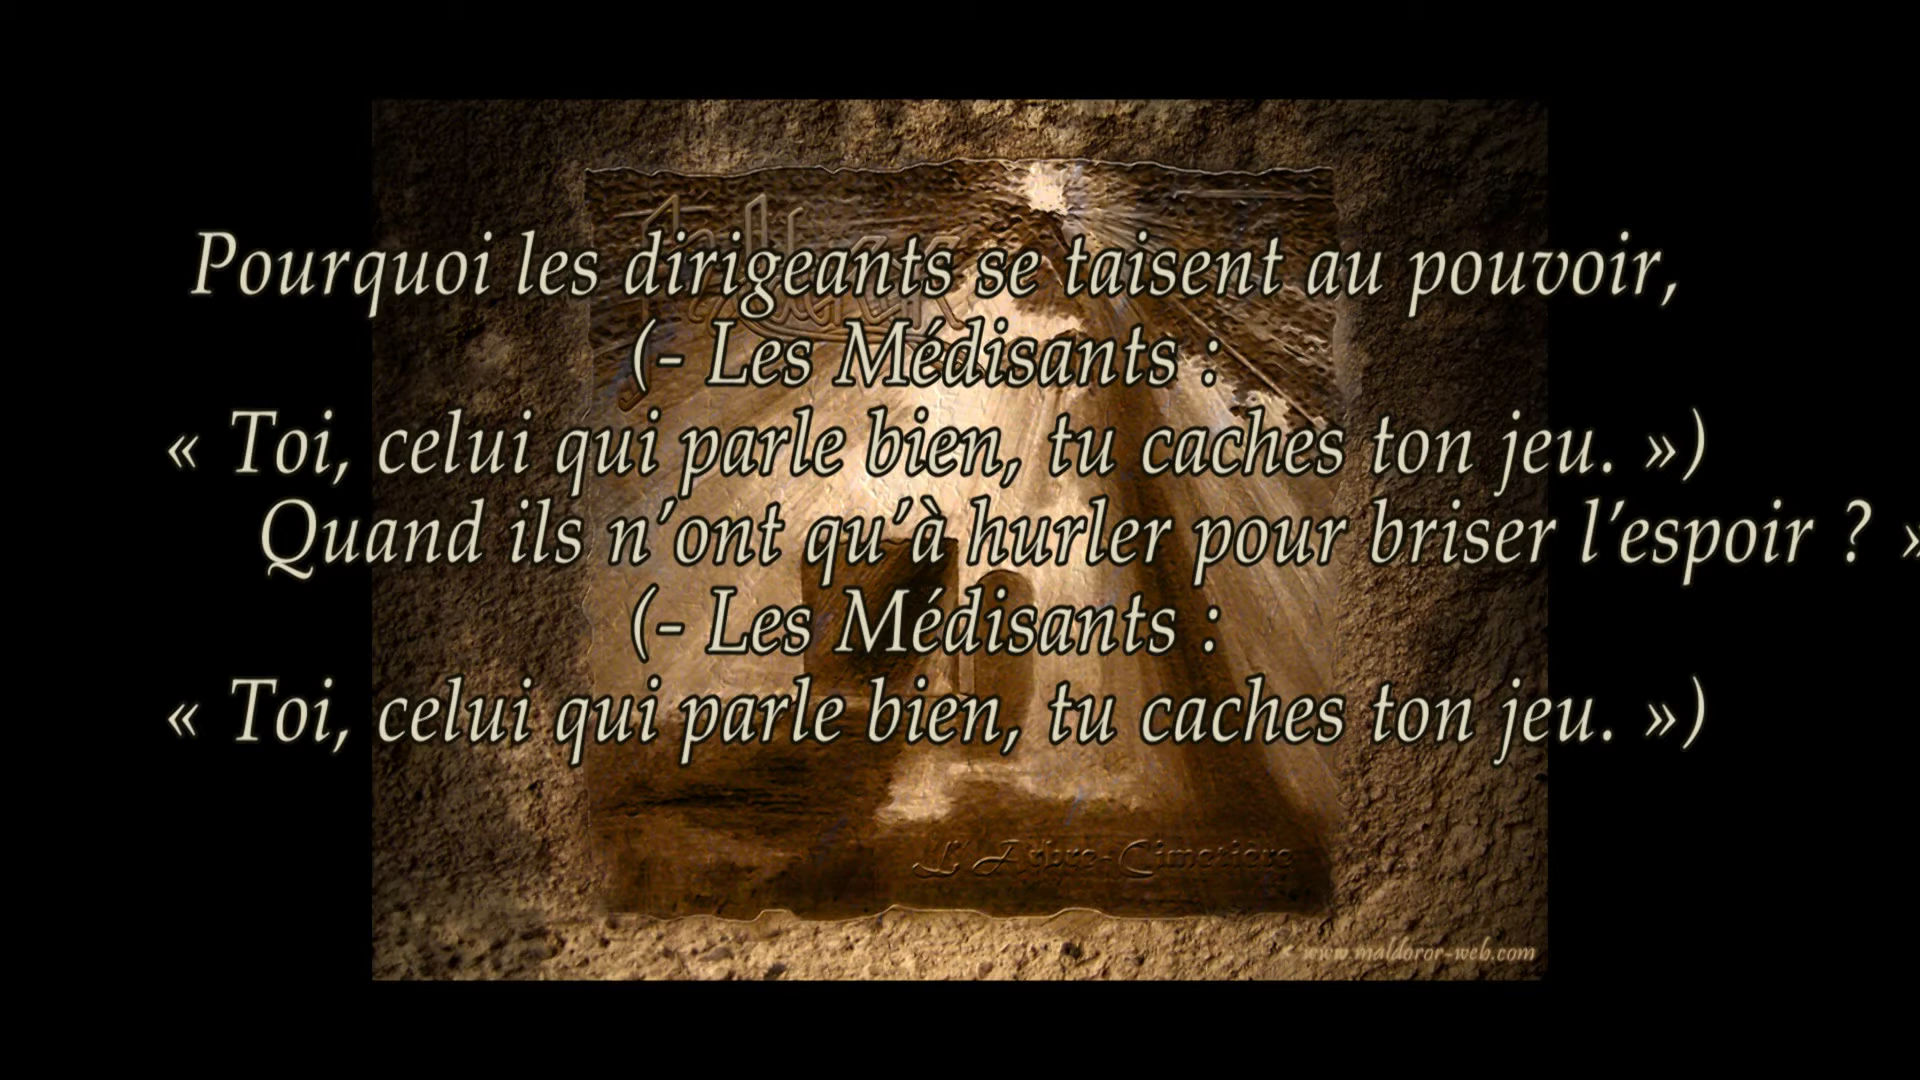 Pourquoi les dirigeants se taisent au pouvoir,
(- Les Médisants :
« Toi, celui qui parle bien, tu caches ton jeu. »)
Quand ils n’ont qu’à hurler pour briser l’espoir ? »
(- Les Médisants :
« Toi, celui qui parle bien, tu caches ton jeu. »)
L'Arbre-Cimetière
www.maldoror-web.com